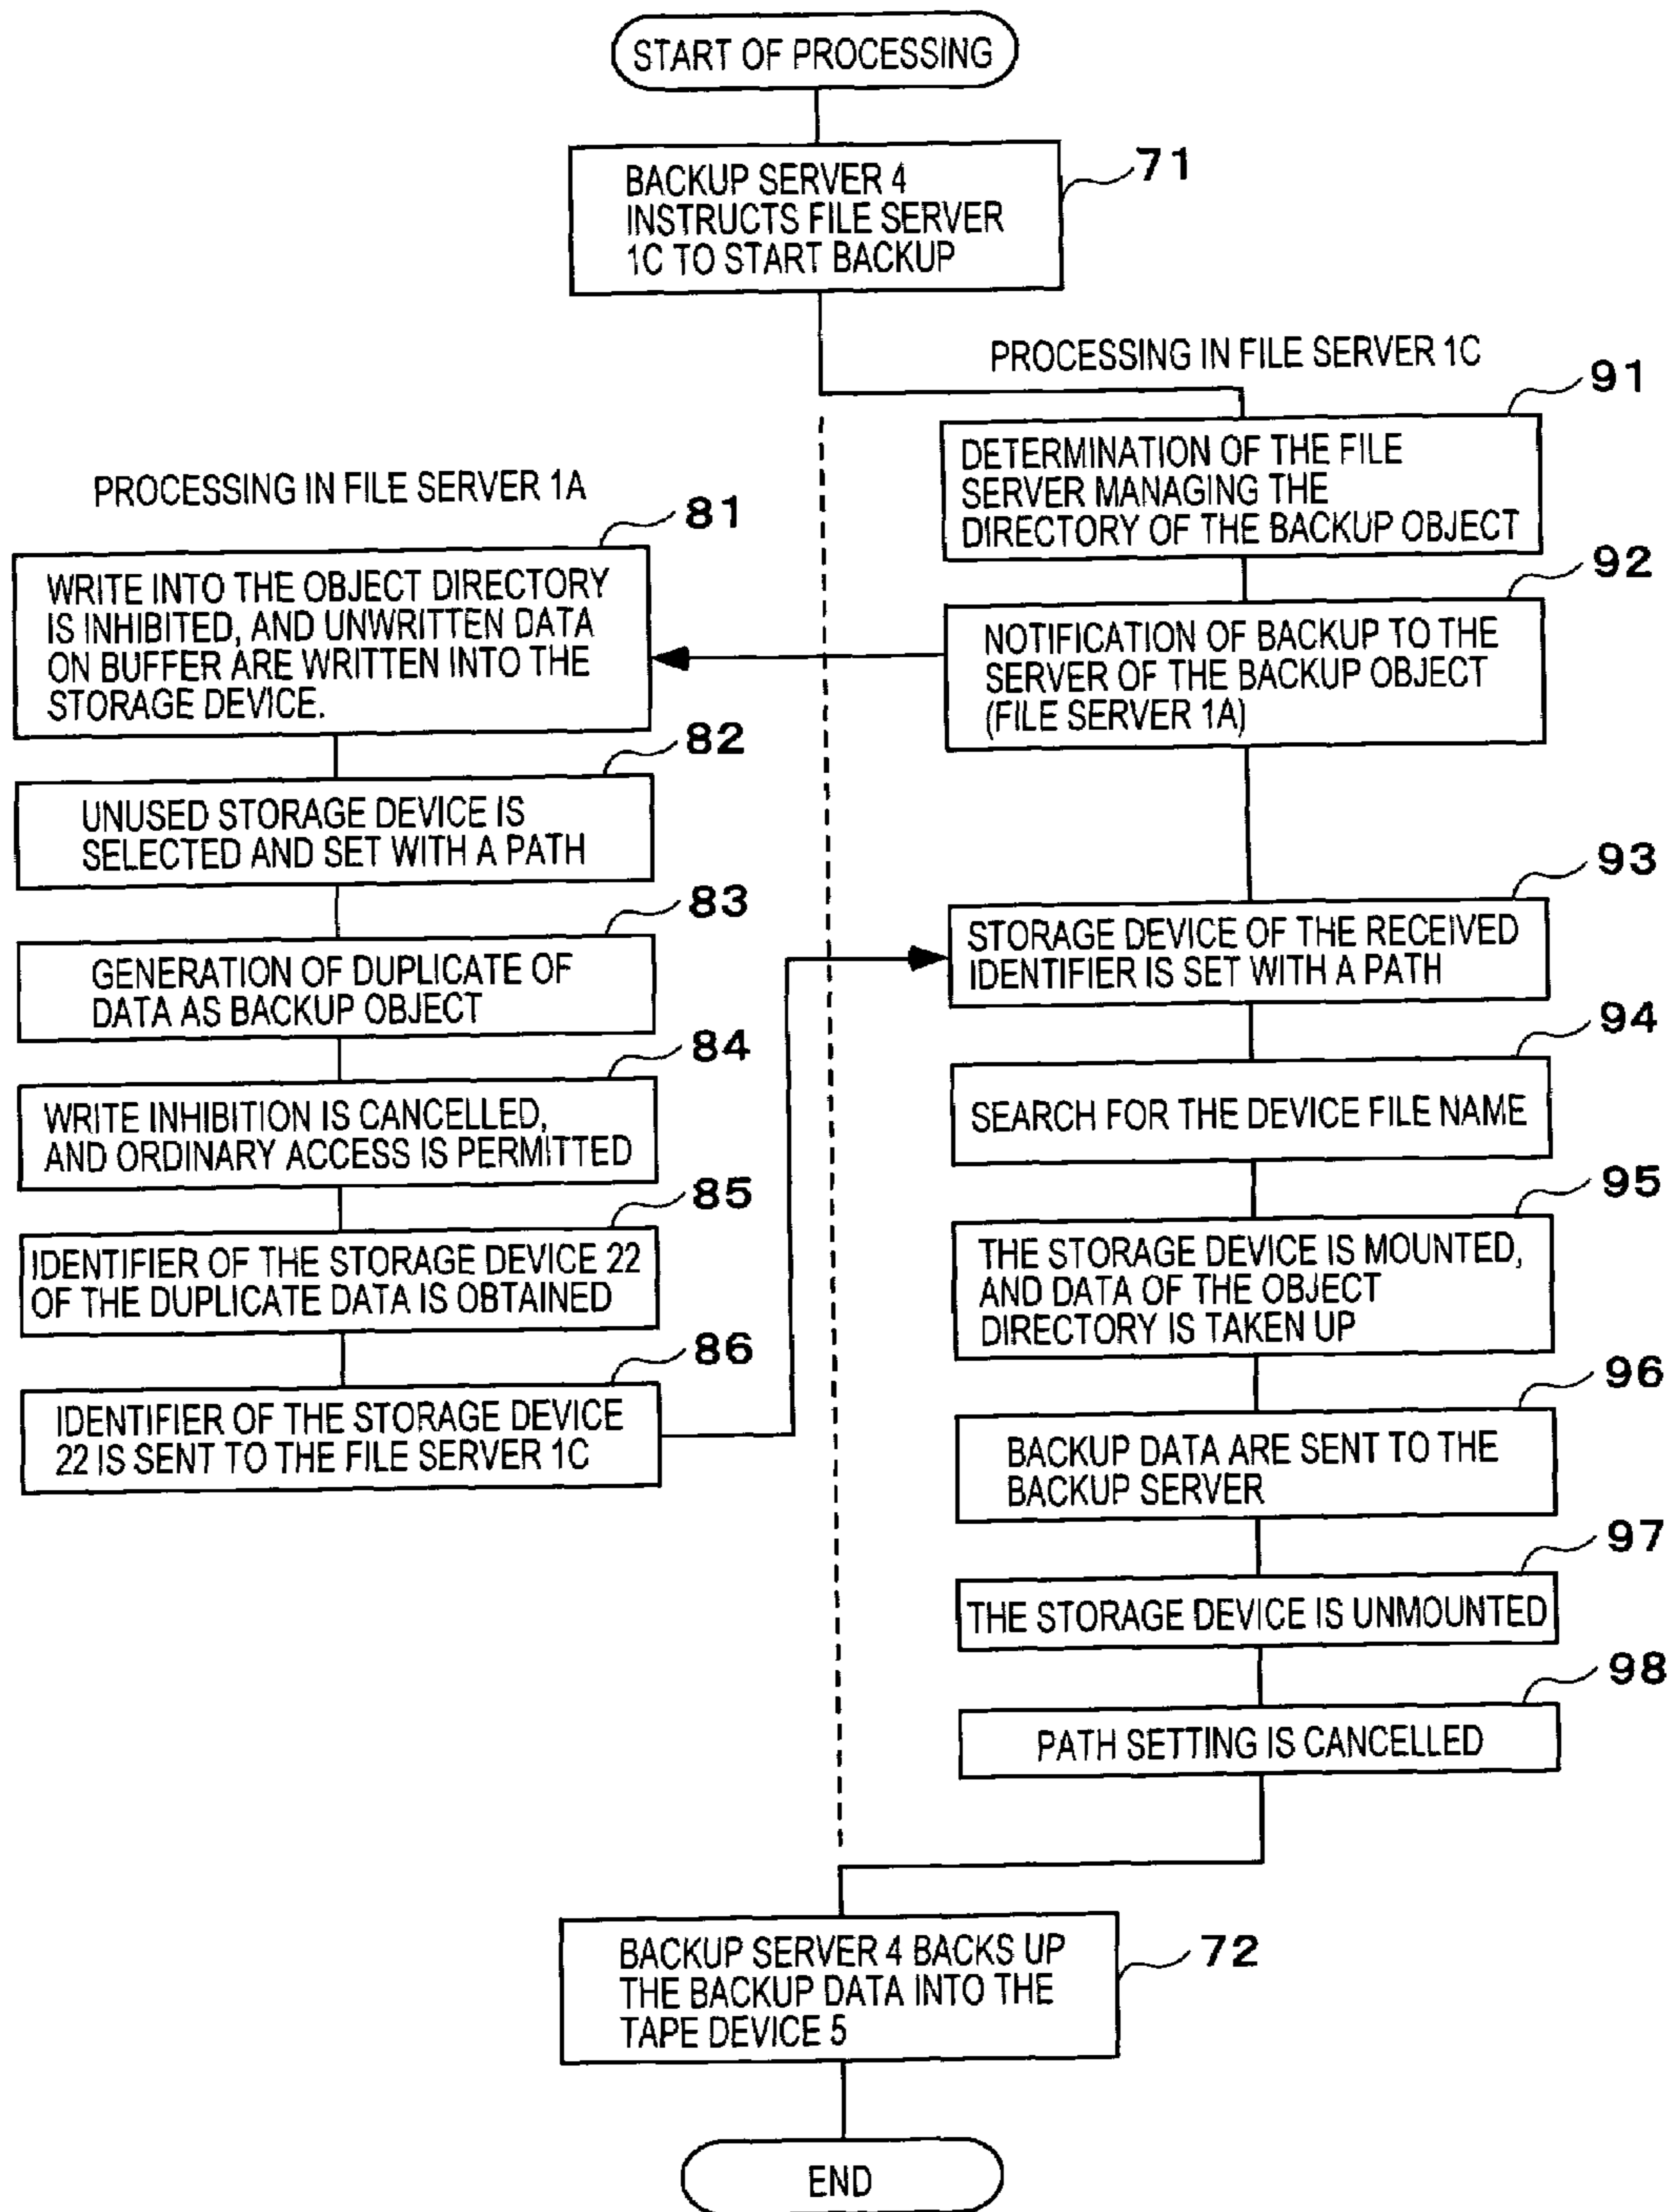 START OF PROCESSING
71
BACKUP SERVER 4
INSTRUCTS FILE SERVER
1C TO START BACKUP
PROCESSING IN FILE SERVER 1C
91
DETERMINATION OF THE FILE
SERVER MANAGING THE
DIRECTORY OF THE BACKUP OBJECT
92
NOTIFICATION OF BACKUP TO THE
SERVER OF THE BACKUP OBJECT
(FILE SERVER 1A)
PROCESSING IN FILE SERVER 1A
81
WRITE INTO THE OBJECT DIRECTORY
IS INHIBITED, AND UNWRITTEN DATA
ON BUFFER ARE WRITTEN INTO THE
STORAGE DEVICE.
82
UNUSED STORAGE DEVICE IS
SELECTED AND SET WITH A PATH
83
GENERATION OF DUPLICATE OF
DATA AS BACKUP OBJECT
84
WRITE INHIBITION IS CANCELLED,
AND ORDINARY ACCESS IS PERMITTED
85
IDENTIFIER OF THE STORAGE DEVICE 22
OF THE DUPLICATE DATA IS OBTAINED
86
IDENTIFIER OF THE STORAGE DEVICE
22 IS SENT TO THE FILE SERVER 1C
93
STORAGE DEVICE OF THE RECEIVED
IDENTIFIER IS SET WITH A PATH
94
SEARCH FOR THE DEVICE FILE NAME
95
THE STORAGE DEVICE IS MOUNTED,
AND DATA OF THE OBJECT
DIRECTORY IS TAKEN UP
96
BACKUP DATA ARE SENT TO THE
BACKUP SERVER
97
THE STORAGE DEVICE IS UNMOUNTED
98
PATH SETTING IS CANCELLED
72
BACKUP SERVER 4 BACKS UP
THE BACKUP DATA INTO THE
TAPE DEVICE 5
END